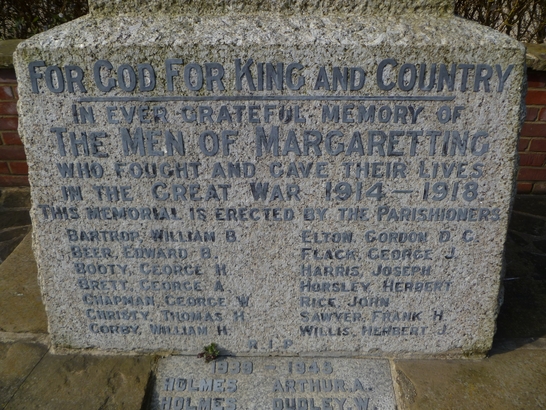 FOR GOD FOR KING AND COUNTRY
IN EVER GRATEFUL MEMORY OF
THE MEN OF MARGARETTING
WHO FOUGHT AND GAVE THEIR LIVES
IN THE GREAT WAR 1914-1918
THIS MEMORIAL IS ERECTED BY THE PARISHIONERS
BARTROP, WILLIAM B. ELTON, GORDON D. C.
BEER, EDWARD B. FLACK, GEORGE J.
BOOTY, GEORGE H. HARRIS, JOSEPH
BRETT, GEORGE A. HORSLEY, HERBERT
CHAPMAN, GEORGE W. RICE, JOHN
CHRISTY, THOMAS H. SAWYER, FRANK H.
CORBY, WILLIAM H. WILLIS, HERBERT J.
R.I.P.
1939 1945
HOLMES ARTHUR.A.
HOLMES DUDLEY.W.